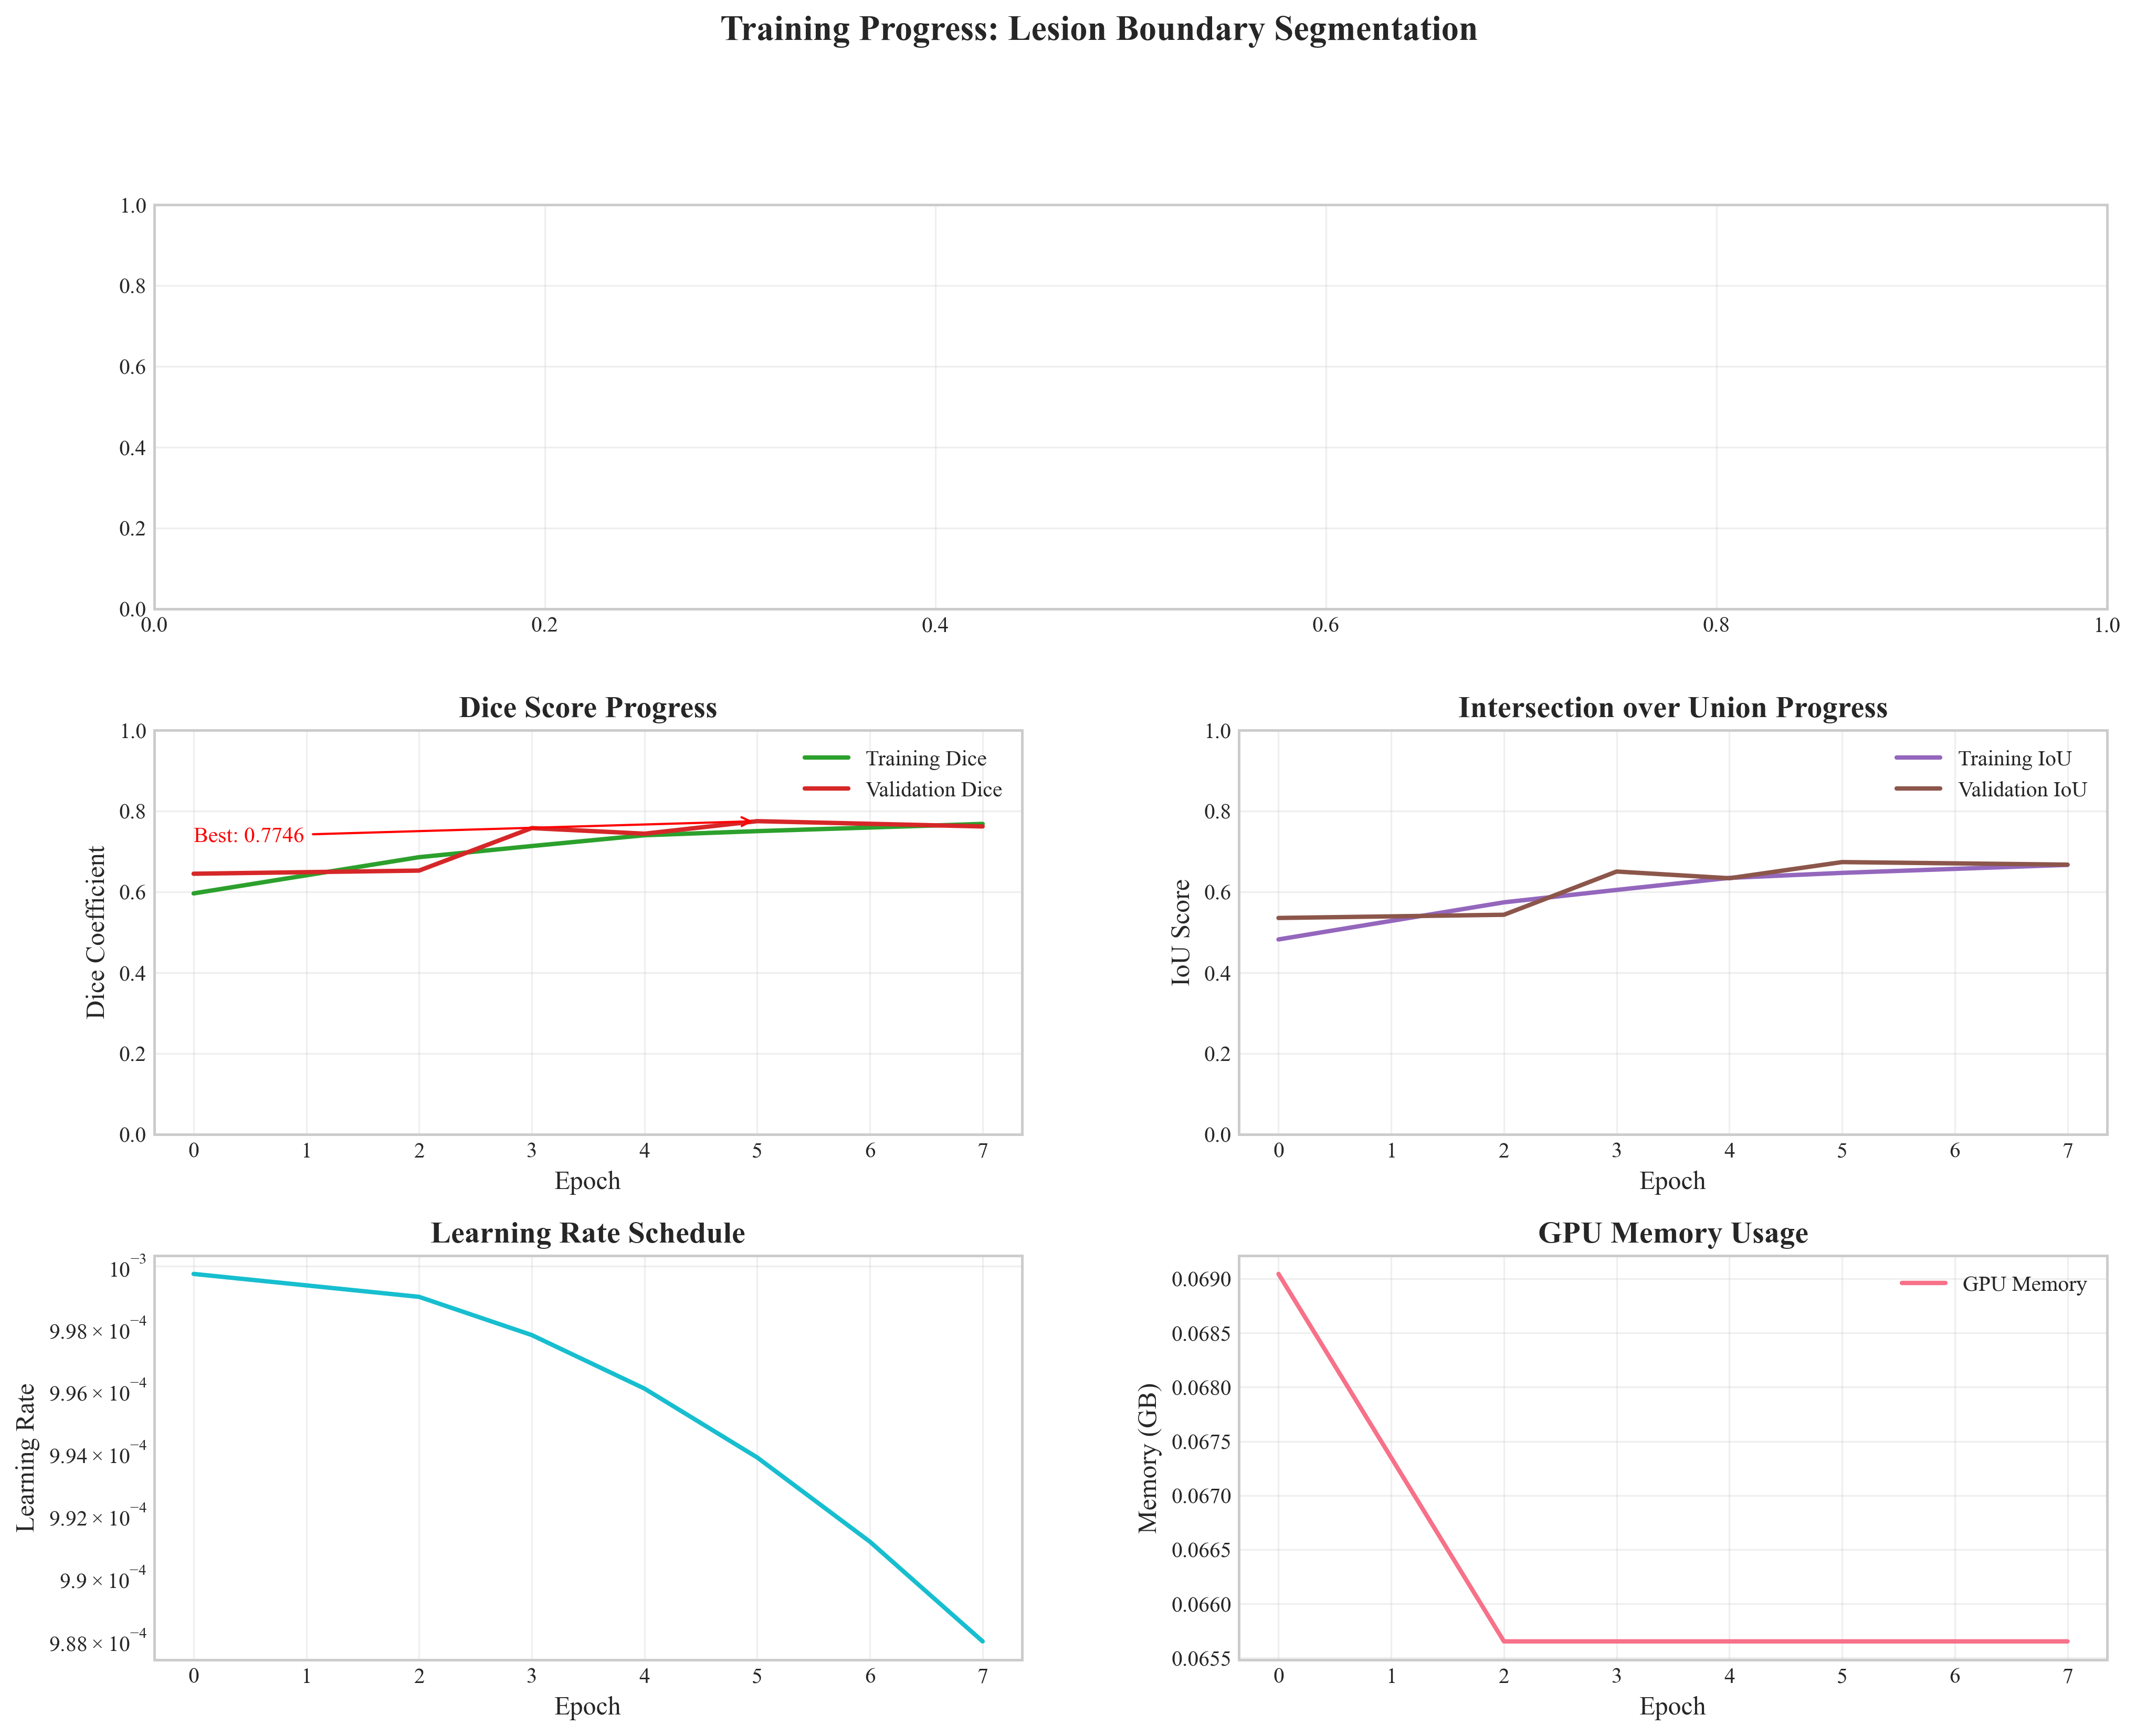 Training Progress: Lesion Boundary Segmentation
1.0
0.8
0.6
0.4
0.2
0.0
0.0 0.2 0.4 0.6 0.8 1.0
Dice Score Progress
1.0
0.8
0.6
0.4
0.2
0.0
Dice Coefficient
Training Dice
Validation Dice
Best: 0.7746
0 1 2 3 4 5 6 7
Epoch
Intersection over Union Progress
1.0
0.8
0.6
0.4
0.2
0.0
IoU Score
Training IoU
Validation IoU
0 1 2 3 4 5 6 7
Epoch
Learning Rate Schedule
10⁻³
9.98 × 10⁻⁴
9.96 × 10⁻⁴
9.94 × 10⁻⁴
9.92 × 10⁻⁴
9.9 × 10⁻⁴
9.88 × 10⁻⁴
Learning Rate
0 1 2 3 4 5 6 7
Epoch
GPU Memory Usage
0.0690
0.0685
0.0680
0.0675
0.0670
0.0665
0.0660
0.0655
Memory (GB)
GPU Memory
0 1 2 3 4 5 6 7
Epoch